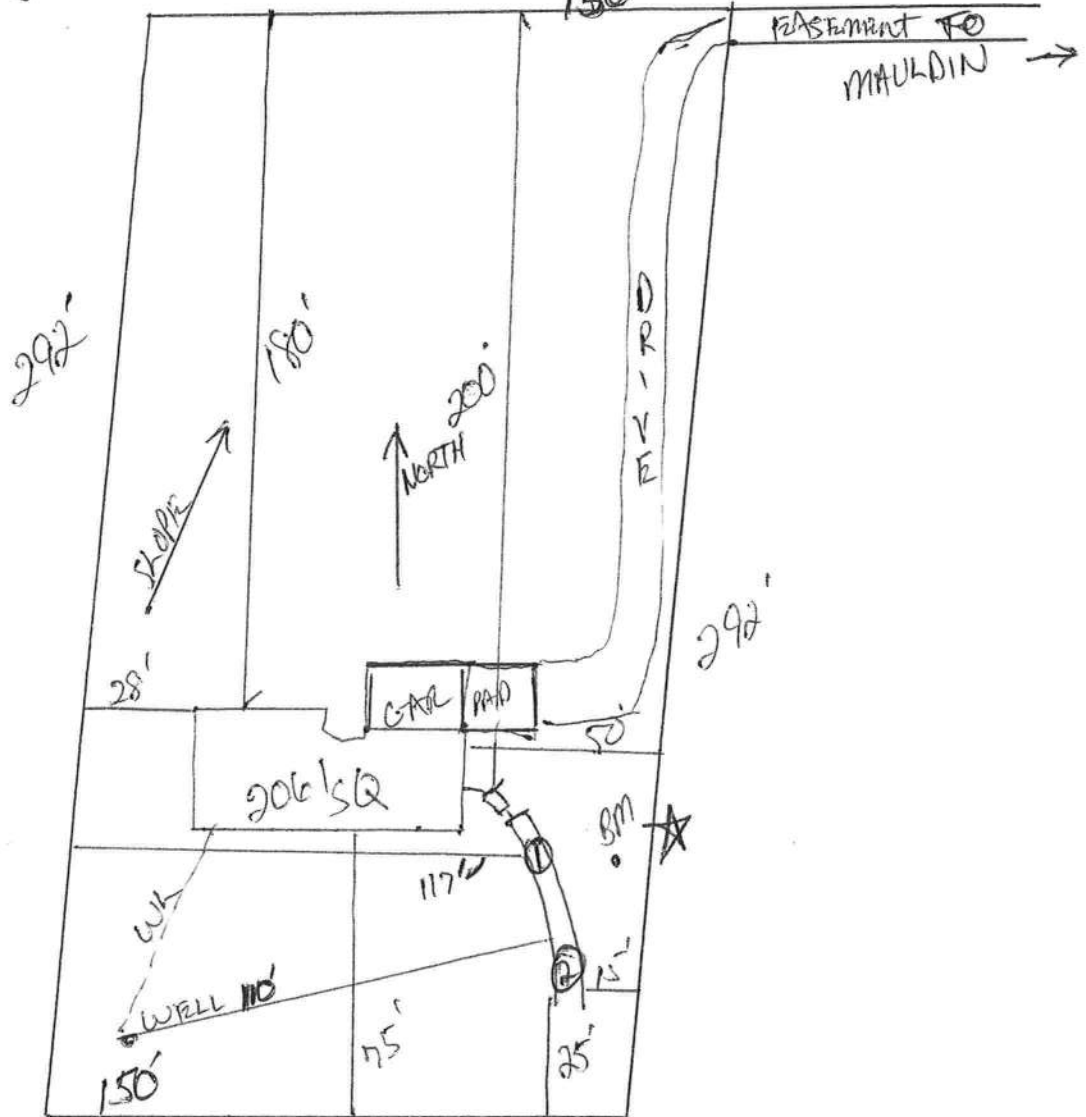 150'
EASEMENT TO
MAULDIN
292'
180'
200'
NORTH
SLOPE
DRIVE
292'
28'
GAR
PAD
50'
SQ
BM
117'
1
WL
2
15'
WELL 110'
75'
25'
150'